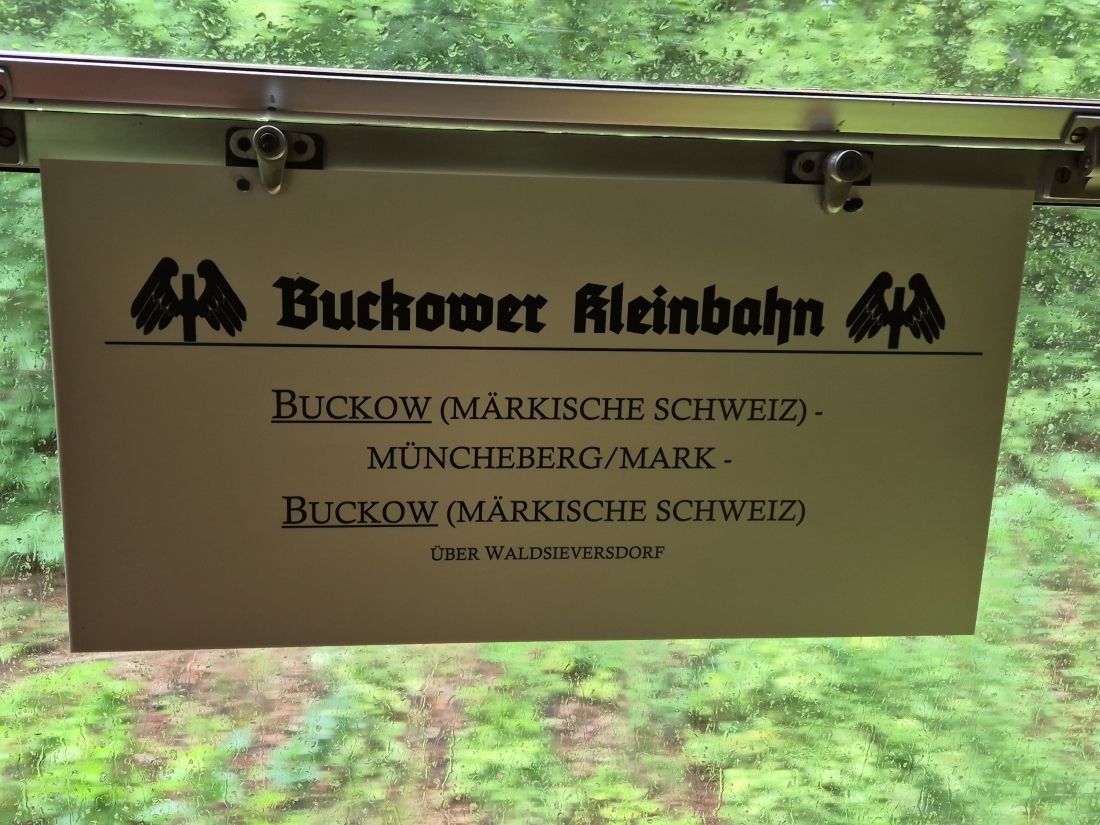 Buckower Kleinbahn
BUCKOW (MÄRKISCHE SCHWEIZ) -
MÜNCHEBERG/MARK -
BUCKOW (MÄRKISCHE SCHWEIZ)
ÜBER WALDSIEVERSDORF